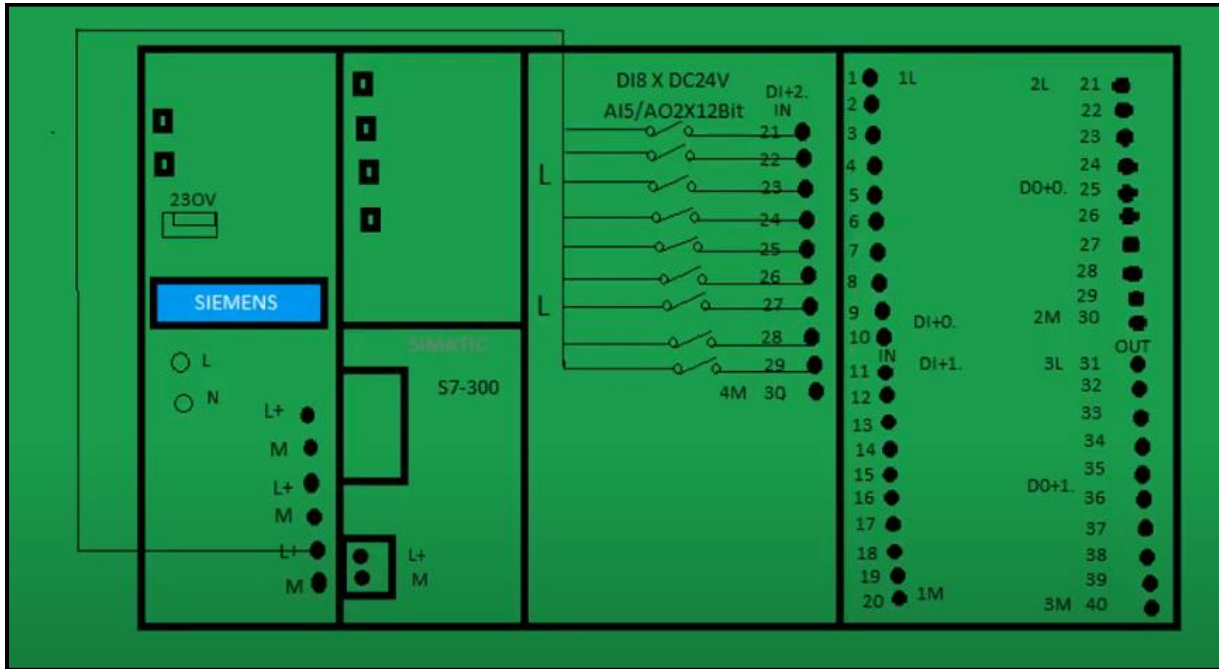 230V
SIEMENS
L
N
L+
M
L+
M
L+
M
SIMATIC
S7-300
L+
M
DI8 X DC24V
AI5/AO2X12Bit
DI+2.
IN
L
L
21
22
23
24
25
26
27
28
29
4M 30
1 1L
2
3
4
5
6
7
8
9
10 DI+0.
IN
11 DI+1.
12
13
14
15
16
17
18
19
20 1M
2L 21
22
23
24
D0+0. 25
26
27
28
29
2M 30
OUT
3L 31
32
33
34
35
D0+1. 36
37
38
39
3M 40